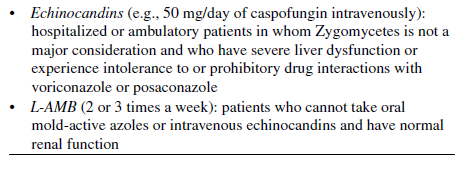 • Echinocandins (e.g., 50 mg/day of caspofungin intravenously):
hospitalized or ambulatory patients in whom Zygomycetes is not a
major consideration and who have severe liver dysfunction or
experience intolerance to or prohibitive drug interactions with
voriconazole or posaconazole
• L-AMB (2 or 3 times a week): patients who cannot take oral
mold-active azoles or intravenous echinocandins and have normal
renal function